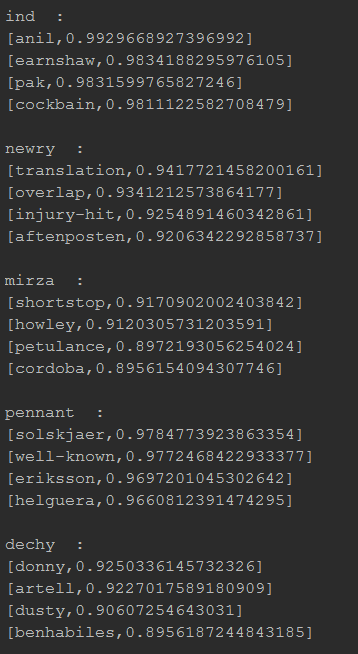 ind  :
[anil,0.9929668927396992]
[earnshaw,0.9834188295976105]
[pak,0.9831599765827246]
[cockbain,0.9811122582708479]
newry  :
[translation,0.9417721458200161]
[overlap,0.9341212573864177]
[injury-hit,0.9254891460342861]
[aftenposten,0.9206342292858737]
mirza  :
[shortstop,0.9170902002403842]
[howley,0.9120305731203591]
[petulance,0.8972193056254024]
[cordoba,0.8956154094307746]
pennant  :
[solskjaer,0.9784773923863354]
[well-known,0.9772468422933377]
[eriksson,0.9697201045302642]
[helguera,0.9660812391474295]
dechy  :
[donny,0.9250336145732326]
[artell,0.9227017589180909]
[dusty,0.90607254643031]
[benhabiles,0.8956187244843185]